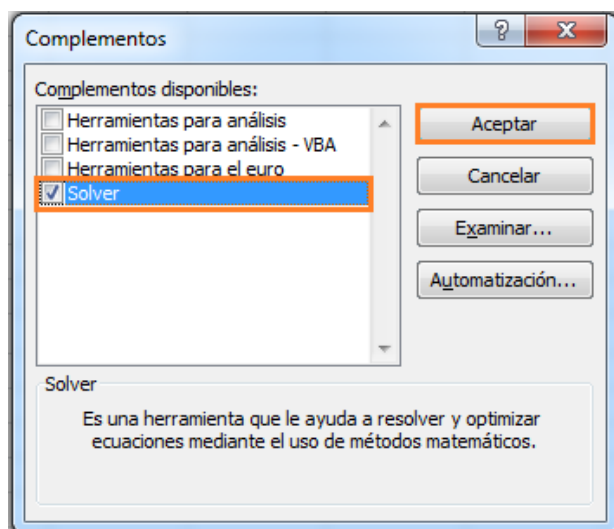 Complementos
?
X
Complementos disponibles:
Herramientas para análisis
Herramientas para análisis - VBA
Herramientas para el euro
Solver
Aceptar
Cancelar
Examinar...
Automatización...
Solver
Es una herramienta que le ayuda a resolver y optimizar
ecuaciones mediante el uso de métodos matemáticos.